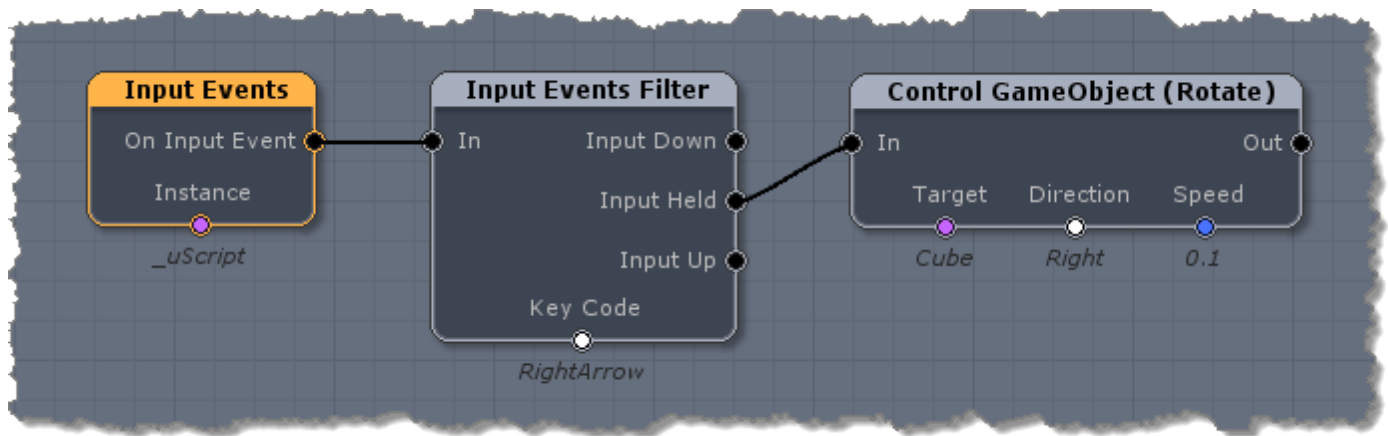 Input Events
On Input Event
Instance
_uScript
Input Events Filter
In
Input Down
Input Held
Input Up
Key Code
RightArrow
Control GameObject (Rotate)
In
Out
Target Direction Speed
Cube Right 0.1